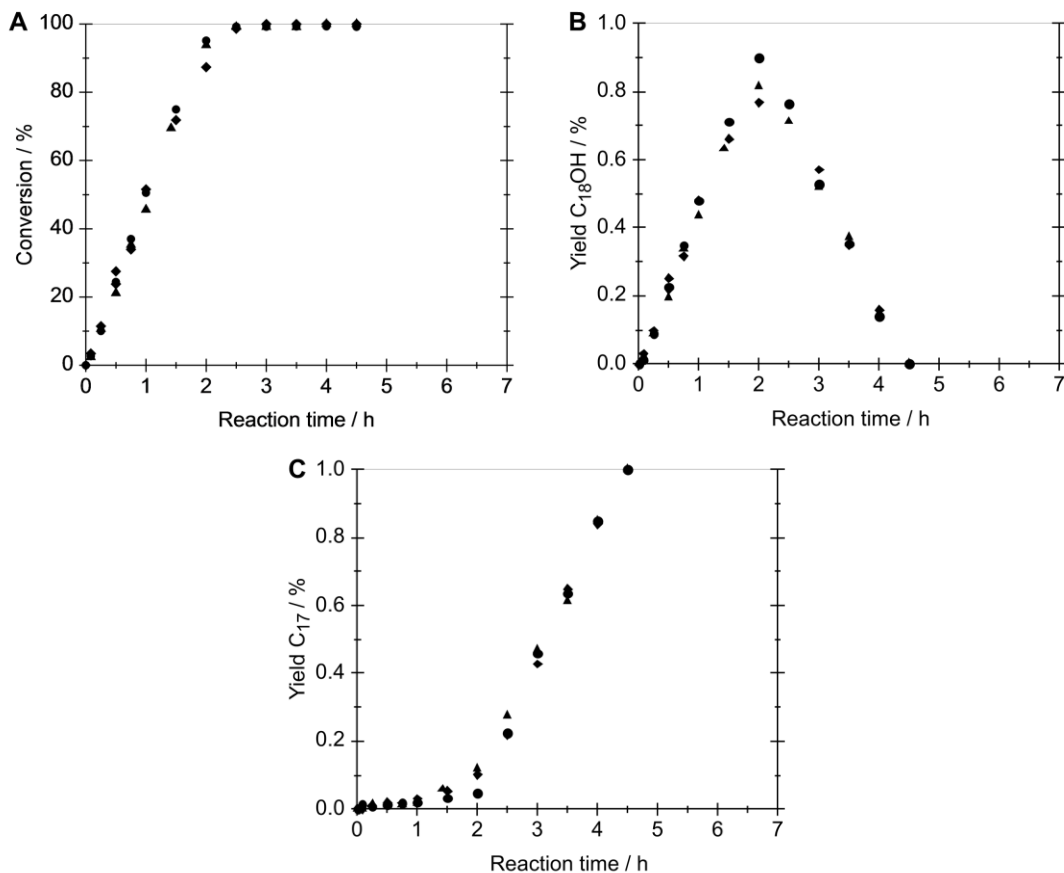 A
100
80
60
40
20
0
Conversion / %
0 1 2 3 4 5 6 7
Reaction time / h
B
1.0
0.8
0.6
0.4
0.2
0.0
Yield C₁₈OH / %
0 1 2 3 4 5 6 7
Reaction time / h
C
1.0
0.8
0.6
0.4
0.2
0.0
Yield C₁₇ / %
0 1 2 3 4 5 6 7
Reaction time / h